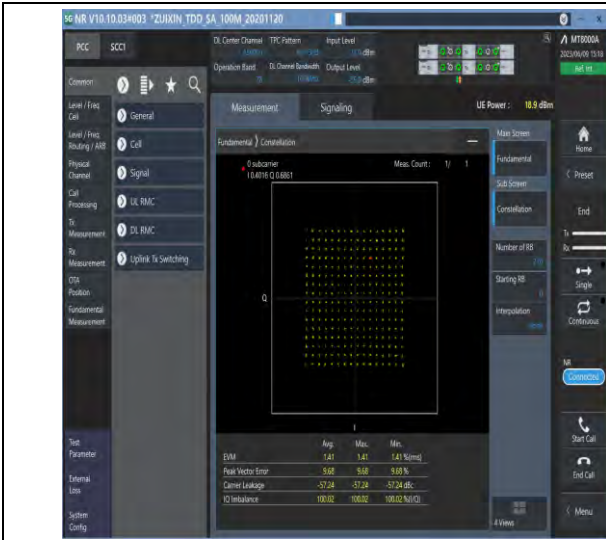 5G NR V10.10.03#003 *ZUIXIN_TDD_SA_100M_20201120
PCC
SCC1
DL Center Channel
TPC Pattern
Input Level
dBm
Operation Band
DL Channel Bandwidth
Output Level
dBm
MT8000A
2023/06/09 15:18
Ref. Int
Common
Level / Freq.
Cell
Level / Freq.
Routing / ARB
Physical
Channel
Call
Processing
Tx
Measurement
Rx
Measurement
OTA
Position
Fundamental
Measurement
Test
Parameter
External
Loss
System
Config.
General
Cell
Signal
UL RMC
DL RMC
Uplink Tx Switching
Measurement
Signaling
UE Power : 18.9 dBm
Fundamental 》 Constellation
0 subcarrier
I 0.4016 Q 0.6861
Meas. Count : 1/ 1
Q
I
Avg. Max. Min.
EVM 1.41 1.41 1.41 %(rms)
Peak Vector Error 9.68 9.68 9.68 %
Carrier Leakage -57.24 -57.24 -57.24 dBc
IQ Imbalance 100.02 100.02 100.02 %(I/Q)
Main Screen
Fundamental
Sub Screen
Constellation
Number of RB
Starting RB
Interpolation
4 Views
Home
Preset
End
Tx
Rx
Single
Continuous
NR
Connected
Start Call
End Call
Menu